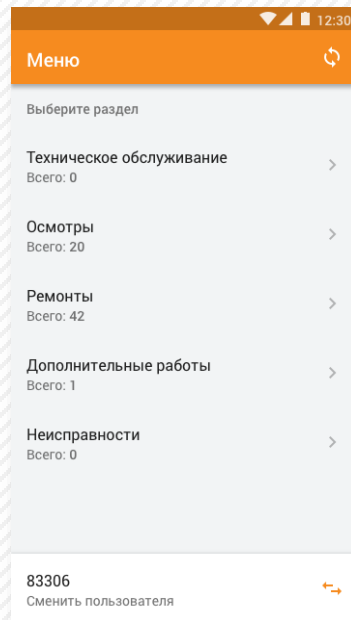 12:30
Меню
Выберите раздел
Техническое обслуживание
Всего: 0
Осмотры
Всего: 20
Ремонты
Всего: 42
Дополнительные работы
Всего: 1
Неисправности
Всего: 0
83306
Сменить пользователя